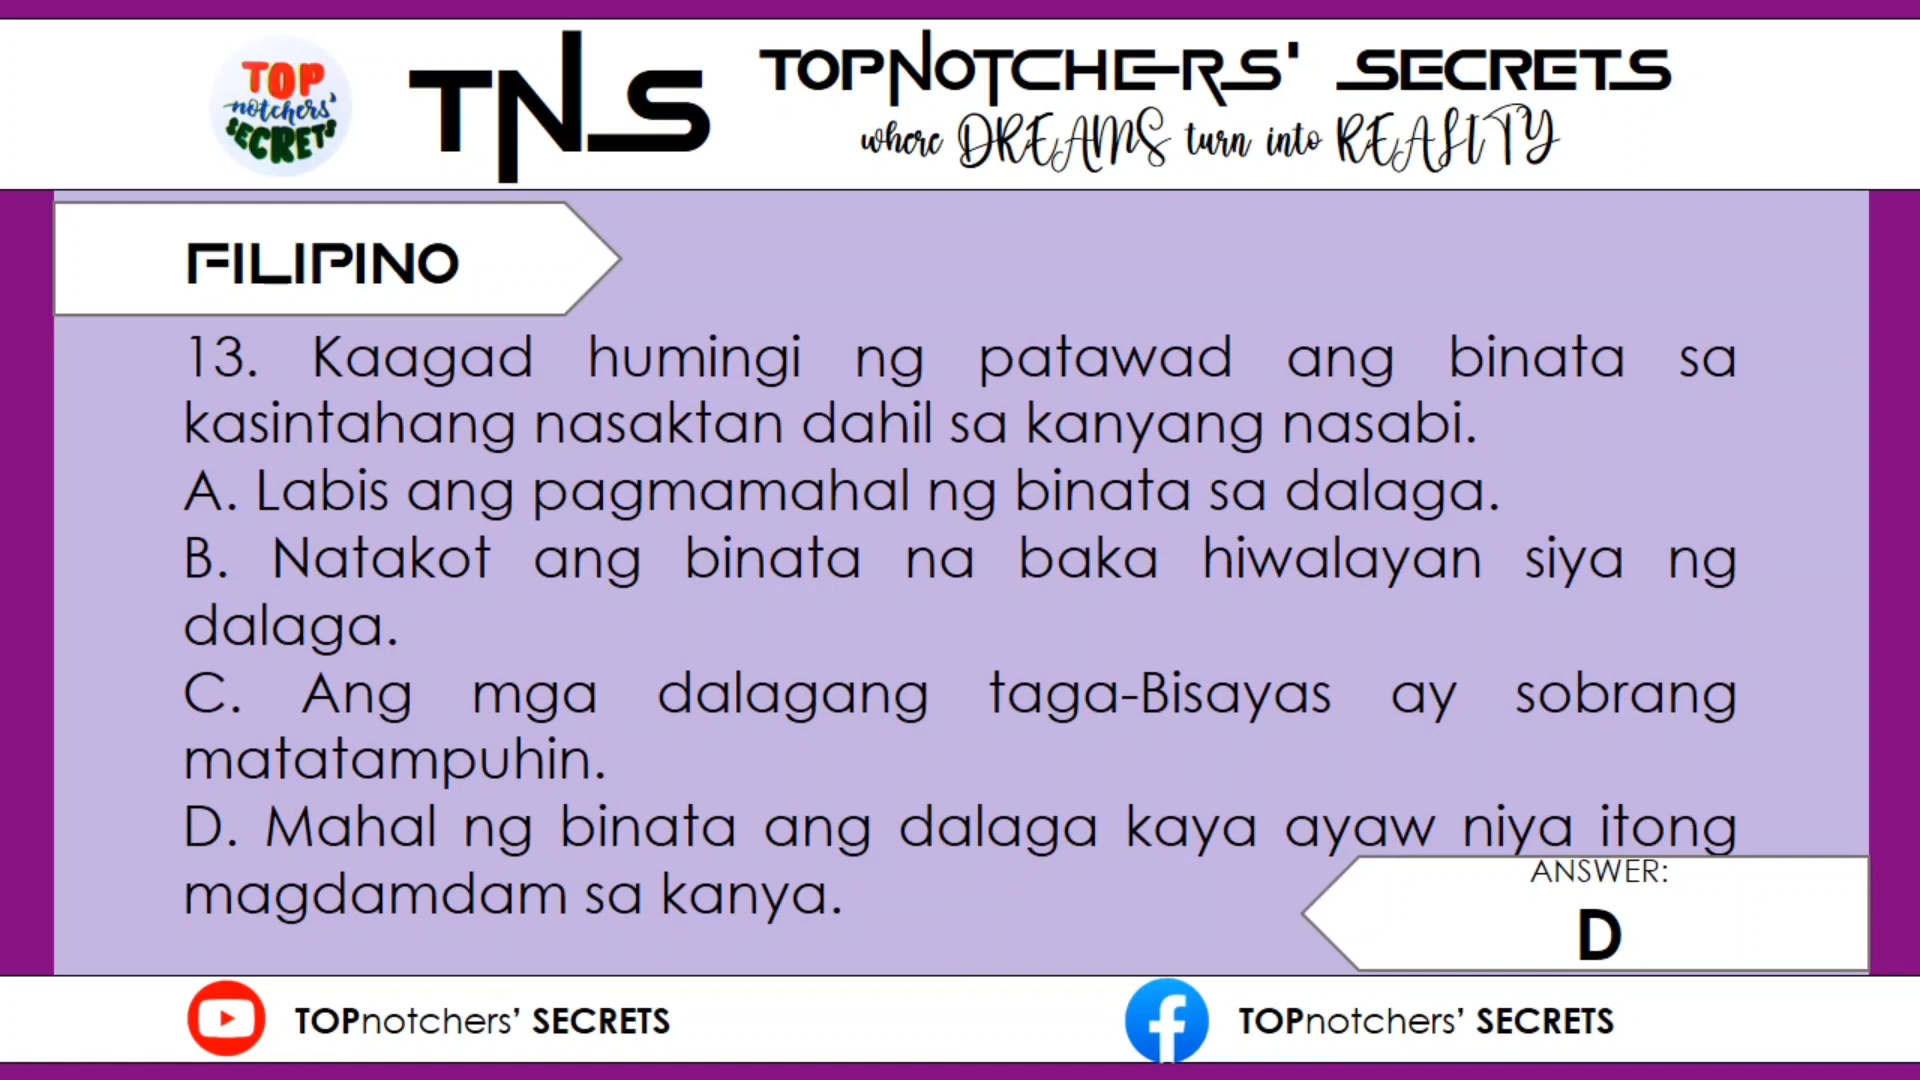 TOP
notchers'
SECRETS
TNS
TOPNOTCHERS' SECRETS
where DREAMS turn into REALITY
FILIPINO
13. Kaagad humingi ng patawad ang binata sa
kasintahang nasaktan dahil sa kanyang nasabi.
A. Labis ang pagmamahal ng binata sa dalaga.
B. Natakot ang binata na baka hiwalayan siya ng
dalaga.
C. Ang mga dalagang taga-Bisayas ay sobrang
matatampuhin.
D. Mahal ng binata ang dalaga kaya ayaw niya itong
magdamdam sa kanya.
ANSWER:
D
TOPnotchers' SECRETS
TOPnotchers' SECRETS